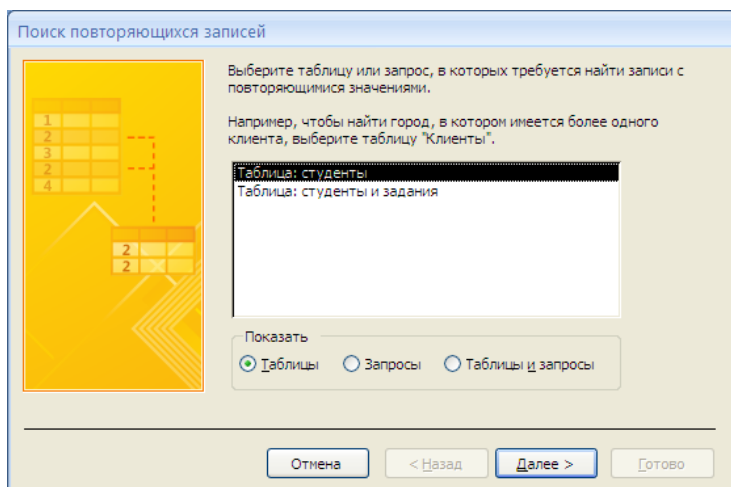 Поиск повторяющихся записей
Выберите таблицу или запрос, в которых требуется найти записи с
повторяющимися значениями.
Например, чтобы найти город, в котором имеется более одного
клиента, выберите таблицу "Клиенты".
Таблица: студенты
Таблица: студенты и задания
1
2
3
2
4
2
2
Показать
Таблицы Запросы Таблицы и запросы
Отмена < Назад Далее > Готово